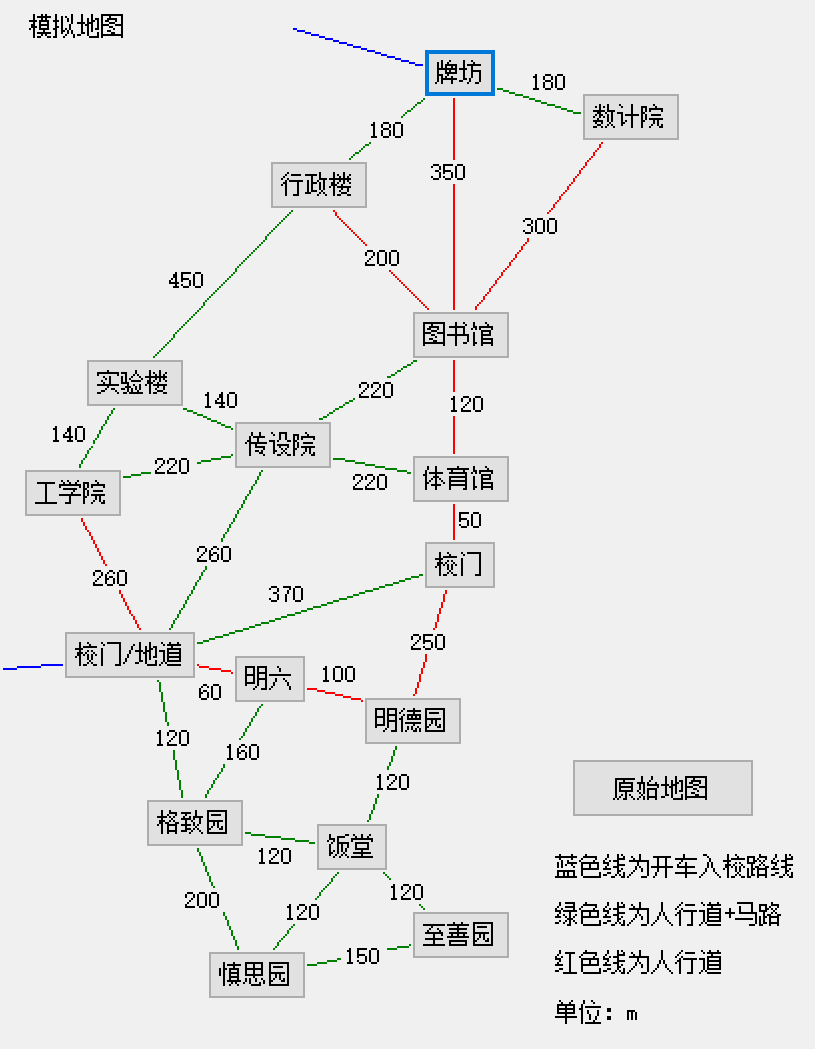 模拟地图
牌坊
180
数计院
180
行政楼
350
300
200
450
图书馆
实验楼
220
140
120
传设院
140
220
220
体育馆
工学院
50
260
校门
260
370
校门/地道
250
明六
100
60
明德园
120
160
120
原始地图
格致园
饭堂
120
蓝色线为开车入校路线
200
120
120
绿色线为人行道+马路
至善园
150
红色线为人行道
慎思园
单位：m